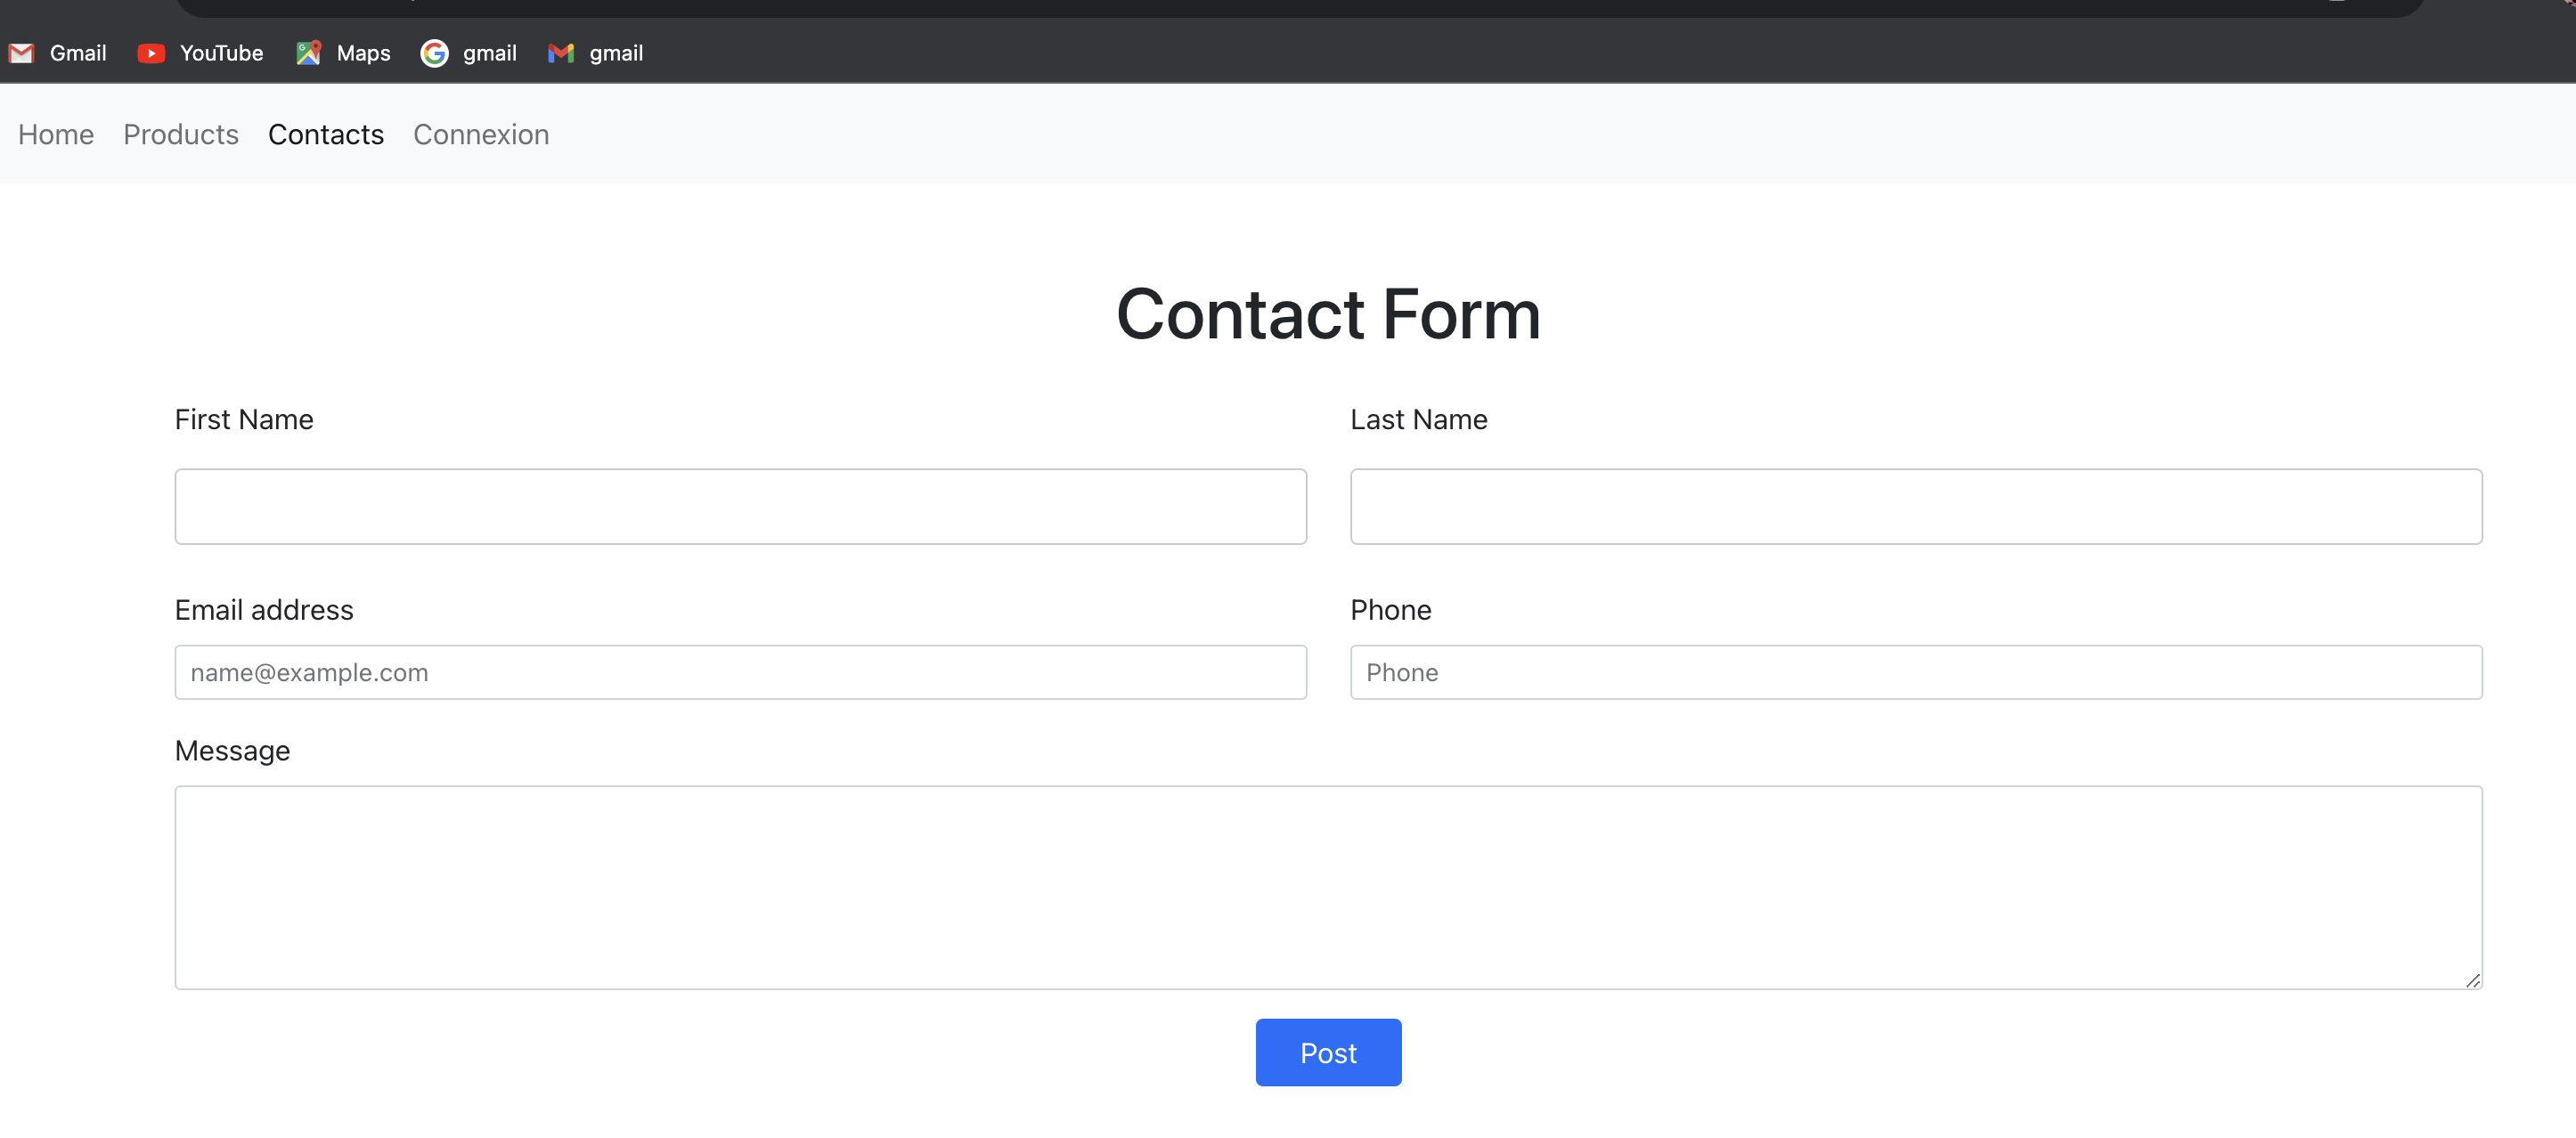 Gmail YouTube Maps gmail gmail
Home Products Contacts Connexion
Contact Form
First Name Last Name
Email address Phone
name@example.com Phone
Message
Post